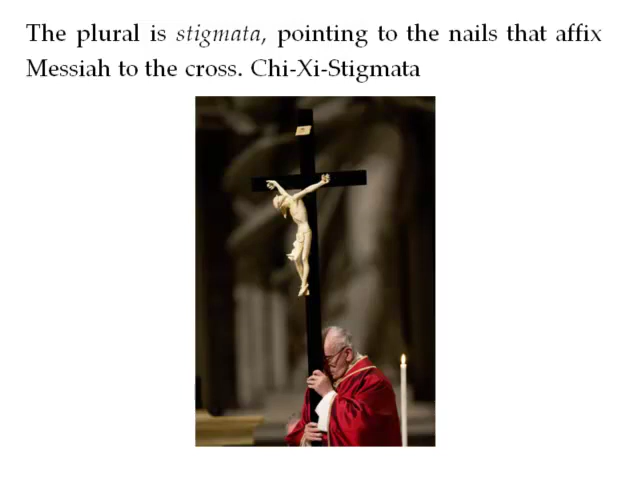 The plural is stigmata, pointing to the nails that affix
Messiah to the cross. Chi-Xi-Stigmata